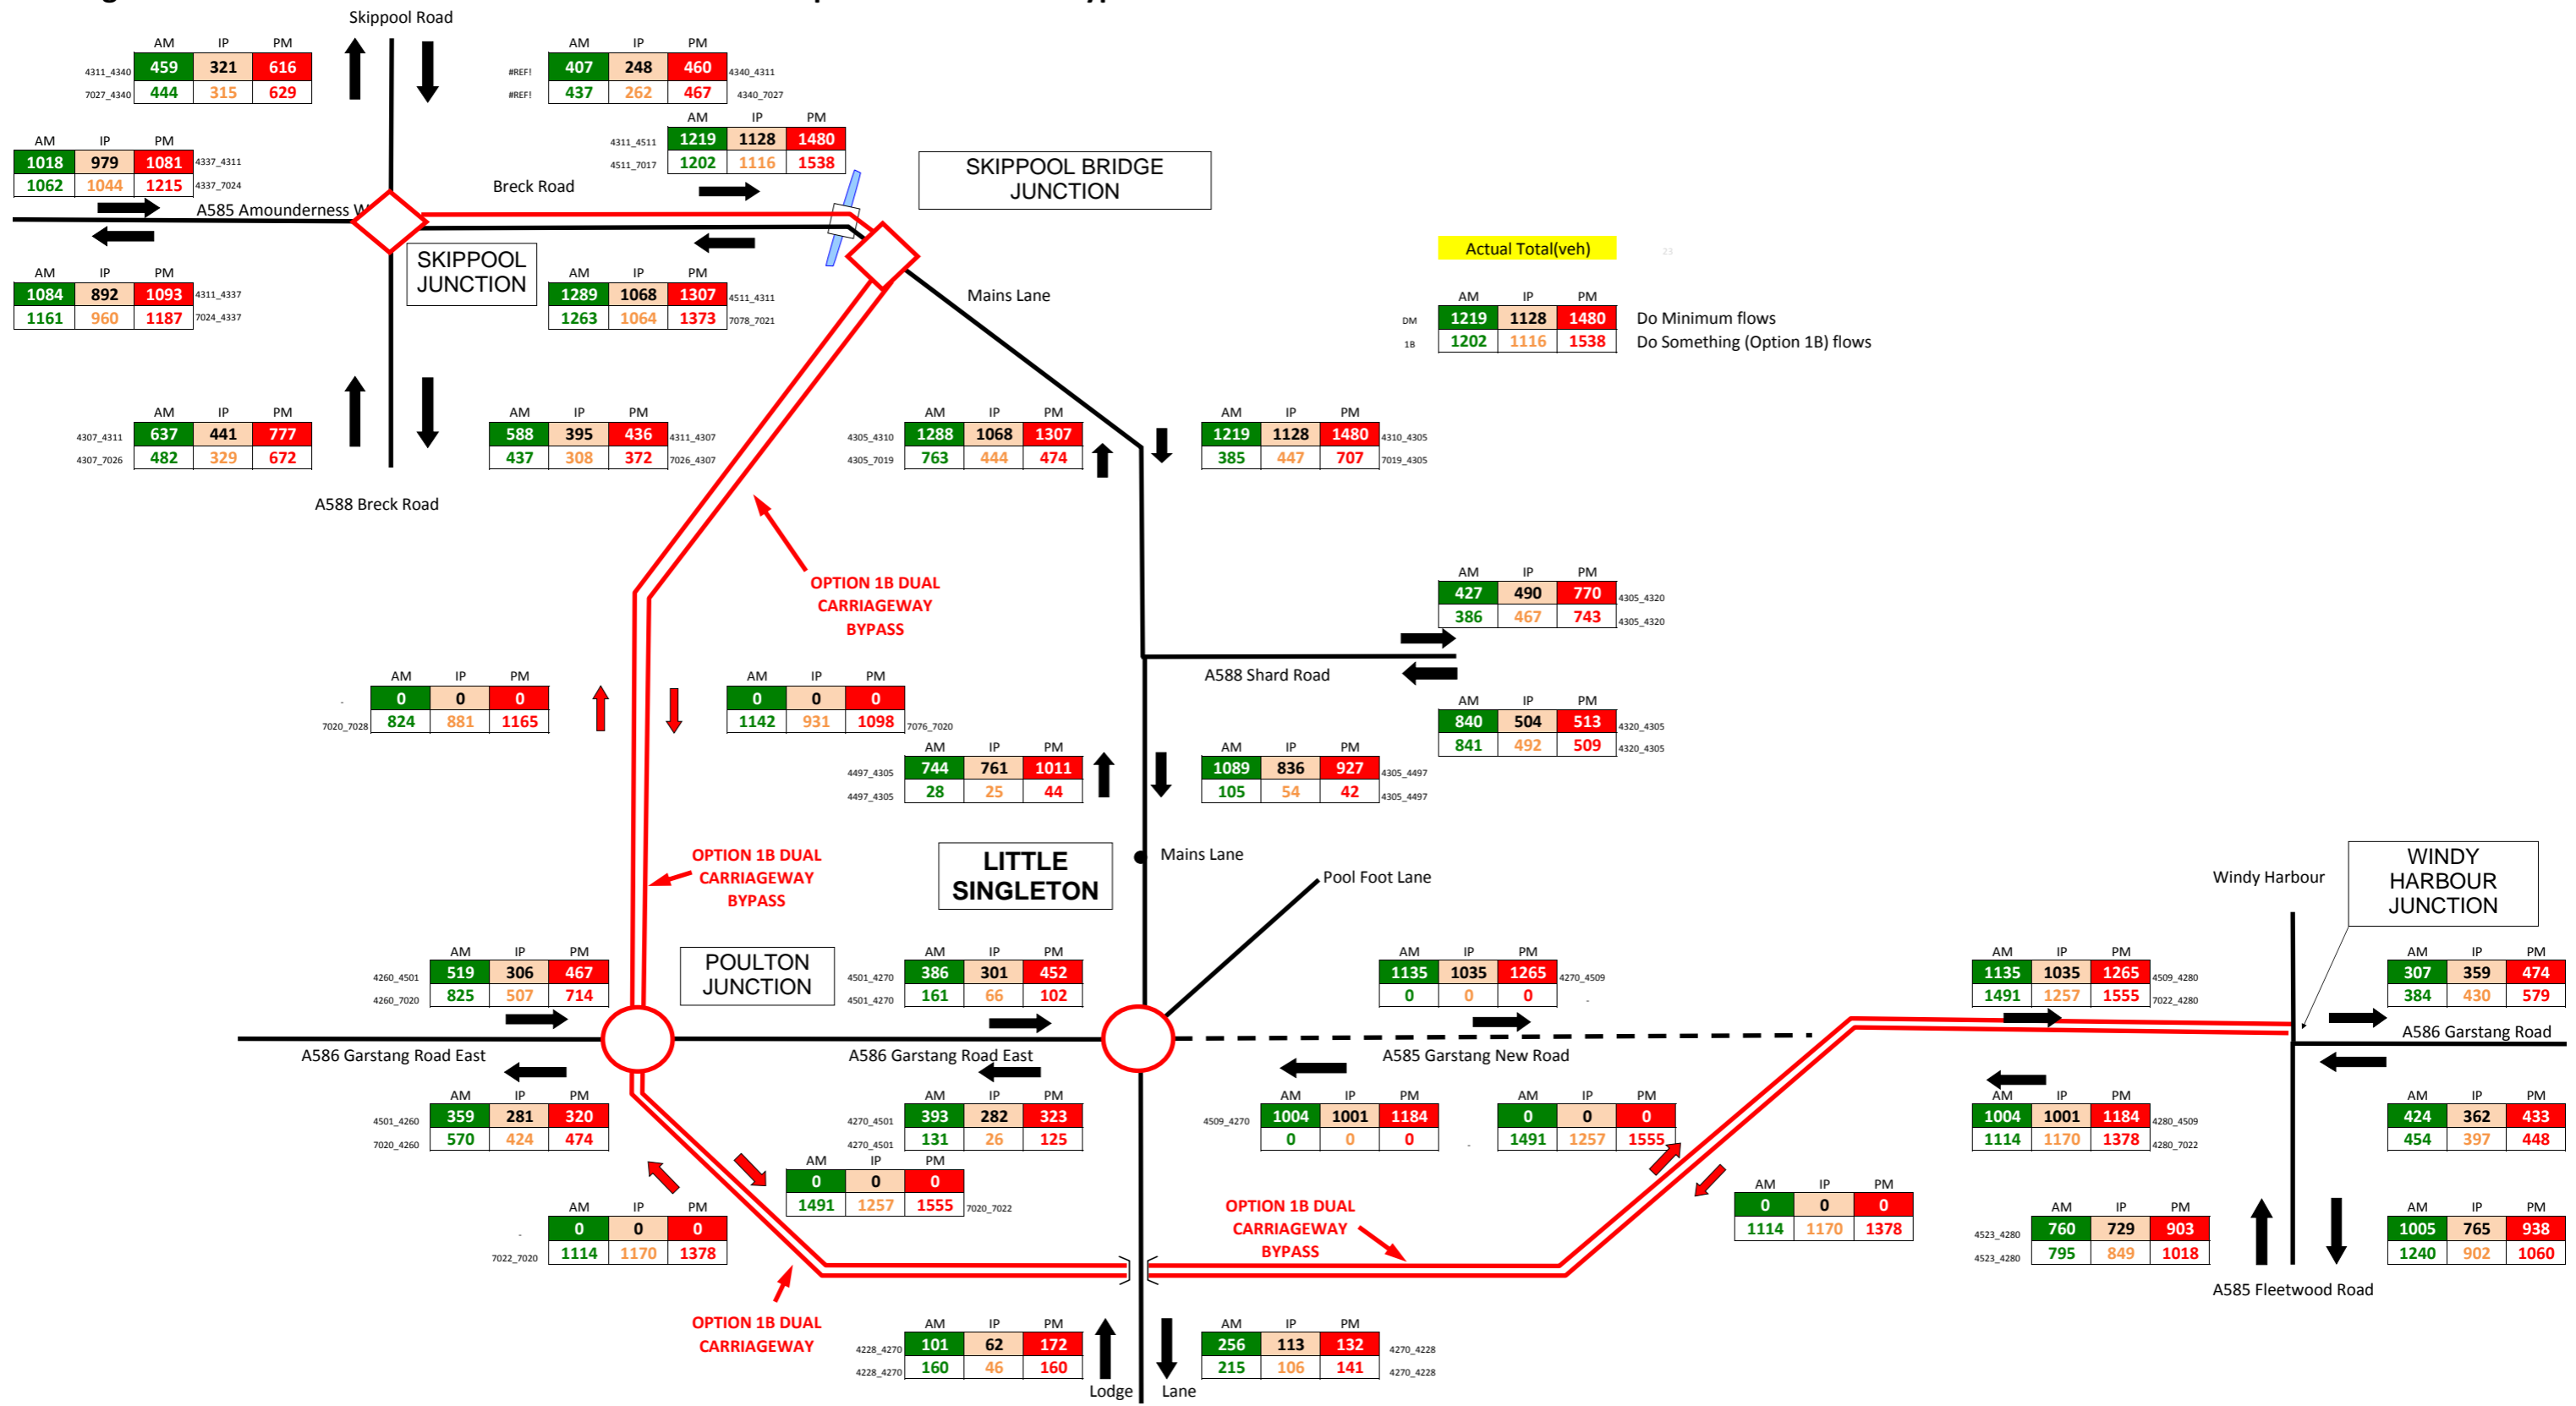 Skippool Road
AM IP PM
4311_4340 459 321 616
7027_4340 444 315 629
AM IP PM
#REF! 407 248 460 4340_4311
#REF! 437 262 467 4340_7027
AM IP PM
4311_4511 1219 1128 1480
4511_7017 1202 1116 1538
AM IP PM
1018 979 1081 4337_4311
1062 1044 1215 4337_7024
SKIPPOOL BRIDGE
JUNCTION
Breck Road
A585 Amounderness W
SKIPPOOL
JUNCTION
AM IP PM
1084 892 1093 4311_4337
1161 960 1187 7024_4337
AM IP PM
1289 1068 1307 4511_4311
1263 1064 1373 7078_7021
Mains Lane
Actual Total(veh) 23
AM IP PM
DM 1219 1128 1480 Do Minimum flows
1B 1202 1116 1538 Do Something (Option 1B) flows
AM IP PM
4307_4311 637 441 777
4307_7026 482 329 672
AM IP PM
588 395 436 4311_4307
437 308 372 7026_4307
AM IP PM
4305_4310 1288 1068 1307
4305_7019 763 444 474
AM IP PM
1219 1128 1480 4310_4305
385 447 707 7019_4305
A588 Breck Road
OPTION 1B DUAL
CARRIAGEWAY
BYPASS
AM IP PM
427 490 770 4305_4320
386 467 743 4305_4320
A588 Shard Road
AM IP PM
- 0 0 0
7020_7028 824 881 1165
AM IP PM
0 0 0
1142 931 1098 7076_7020
AM IP PM
840 504 513 4320_4305
841 492 509 4320_4305
AM IP PM
4497_4305 744 761 1011
4497_4305 28 25 44
AM IP PM
1089 836 927 4305_4497
105 54 42 4305_4497
OPTION 1B DUAL
CARRIAGEWAY
BYPASS
LITTLE
SINGLETON
Mains Lane
Pool Foot Lane
Windy Harbour
WINDY
HARBOUR
JUNCTION
AM IP PM
4260_4501 519 306 467
4260_7020 825 507 714
POULTON
JUNCTION
AM IP PM
4501_4270 386 301 452
4501_4270 161 66 102
AM IP PM
1135 1035 1265 4270_4509
0 0 0 -
AM IP PM
1135 1035 1265 4509_4280
1491 1257 1555 7022_4280
AM IP PM
307 359 474
384 430 579
A586 Garstang Road East
A586 Garstang Road East
A585 Garstang New Road
A586 Garstang Road
AM IP PM
4501_4260 359 281 320
7020_4260 570 424 474
AM IP PM
4270_4501 393 282 323
4270_4501 131 26 125
AM IP PM
4509_4270 1004 1001 1184
0 0 0
AM IP PM
0 0 0
- 1491 1257 1555
AM IP PM
1004 1001 1184 4280_4509
1114 1170 1378 4280_7022
AM IP PM
424 362 433
454 397 448
AM IP PM
0 0 0
1491 1257 1555 7020_7022
AM IP PM
- 0 0 0
7022_7020 1114 1170 1378
OPTION 1B DUAL
CARRIAGEWAY
BYPASS
AM IP PM
0 0 0
1114 1170 1378
AM IP PM
4523_4280 760 729 903
4523_4280 795 849 1018
AM IP PM
1005 765 938
1240 902 1060
A585 Fleetwood Road
OPTION 1B DUAL
CARRIAGEWAY
AM IP PM
4228_4270 101 62 172
4228_4270 160 46 160
AM IP PM
256 113 132 4270_4228
215 106 141 4270_4228
Lodge Lane